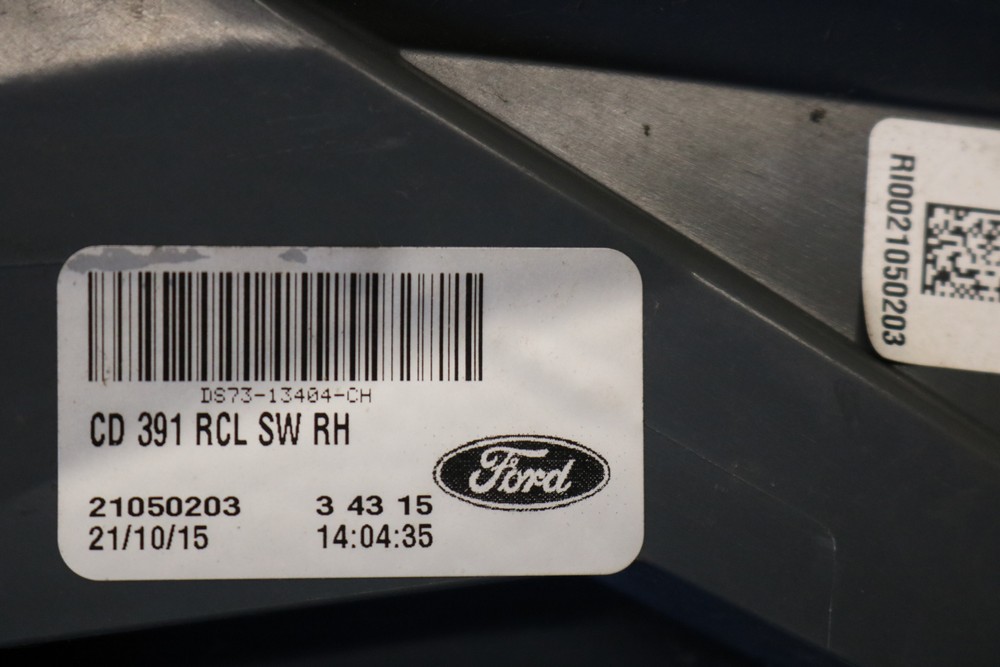 DS73-13404-CH
CD 391 RCL SW RH
Ford
21050203 3 43 15
21/10/15 14:04:35
RI0021050203